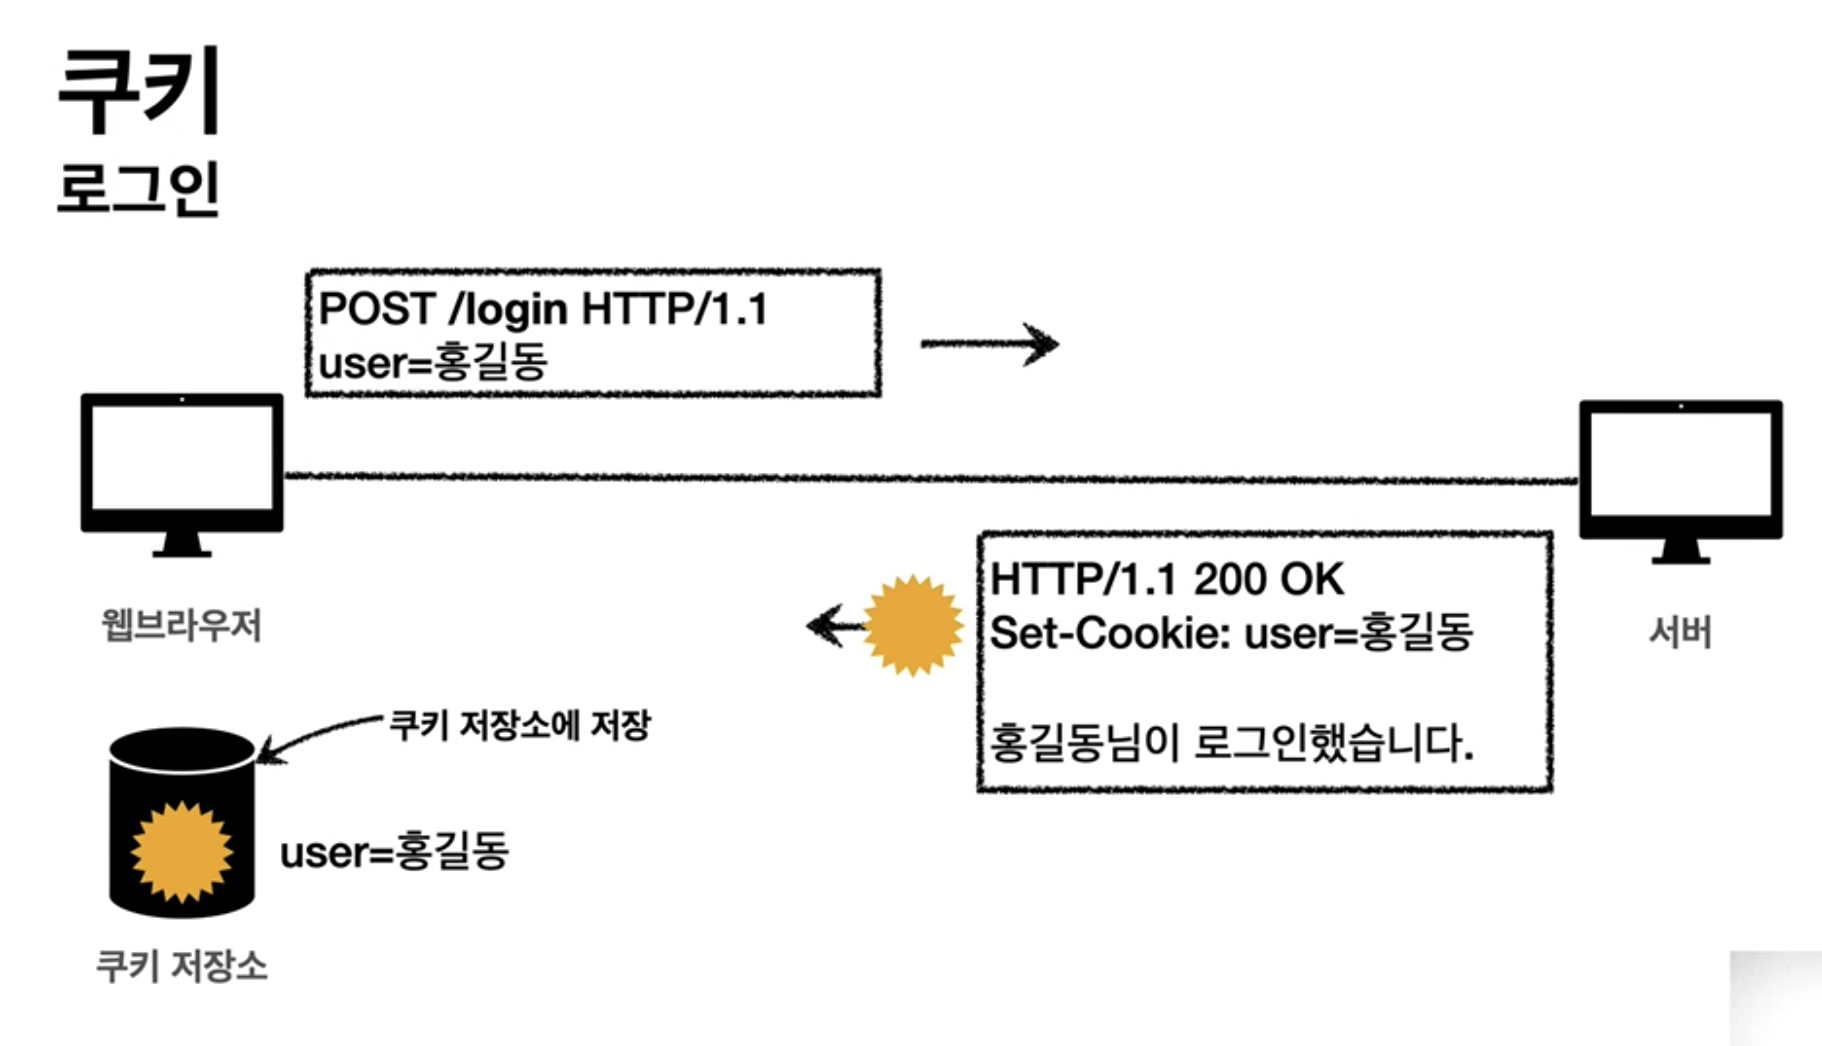 쿠키
로그인
POST /login HTTP/1.1
user=홍길동
웹브라우저
서버
HTTP/1.1 200 OK
Set-Cookie: user=홍길동
홍길동님이 로그인했습니다.
쿠키 저장소에 저장
user=홍길동
쿠키 저장소